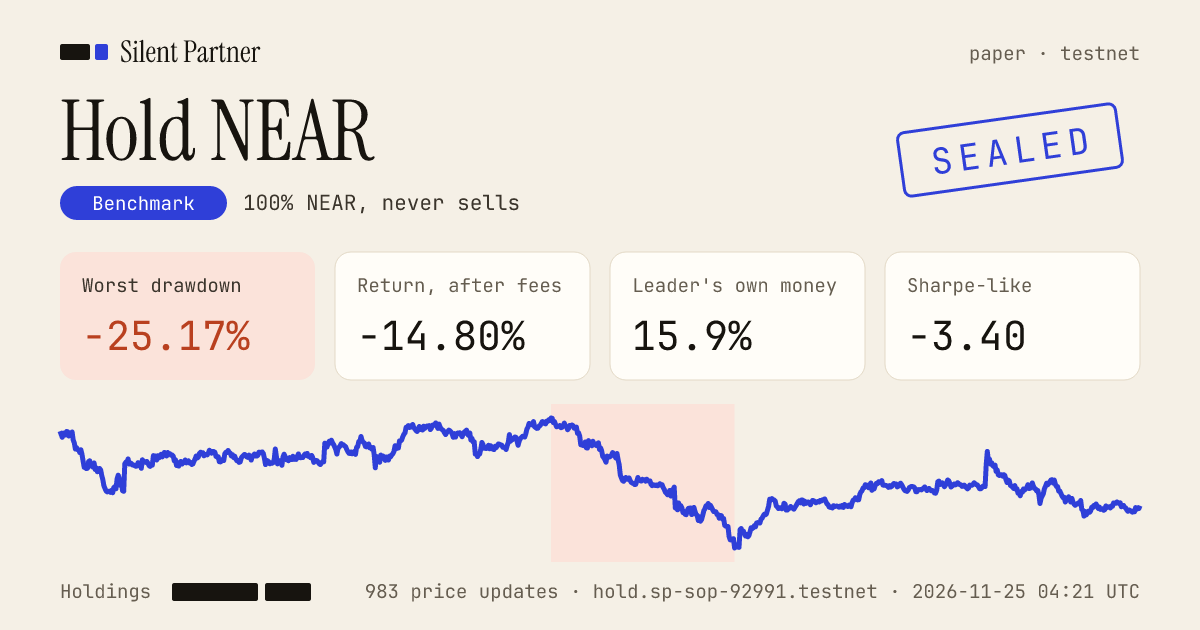 Silent Partner
paper · testnet
Hold NEAR
SEALED
Benchmark
100% NEAR, never sells
Worst drawdown
-25.17%
Return, after fees
-14.80%
Leader's own money
15.9%
Sharpe-like
-3.40
Holdings
983 price updates · hold.sp-sop-92991.testnet · 2026-11-25 04:21 UTC